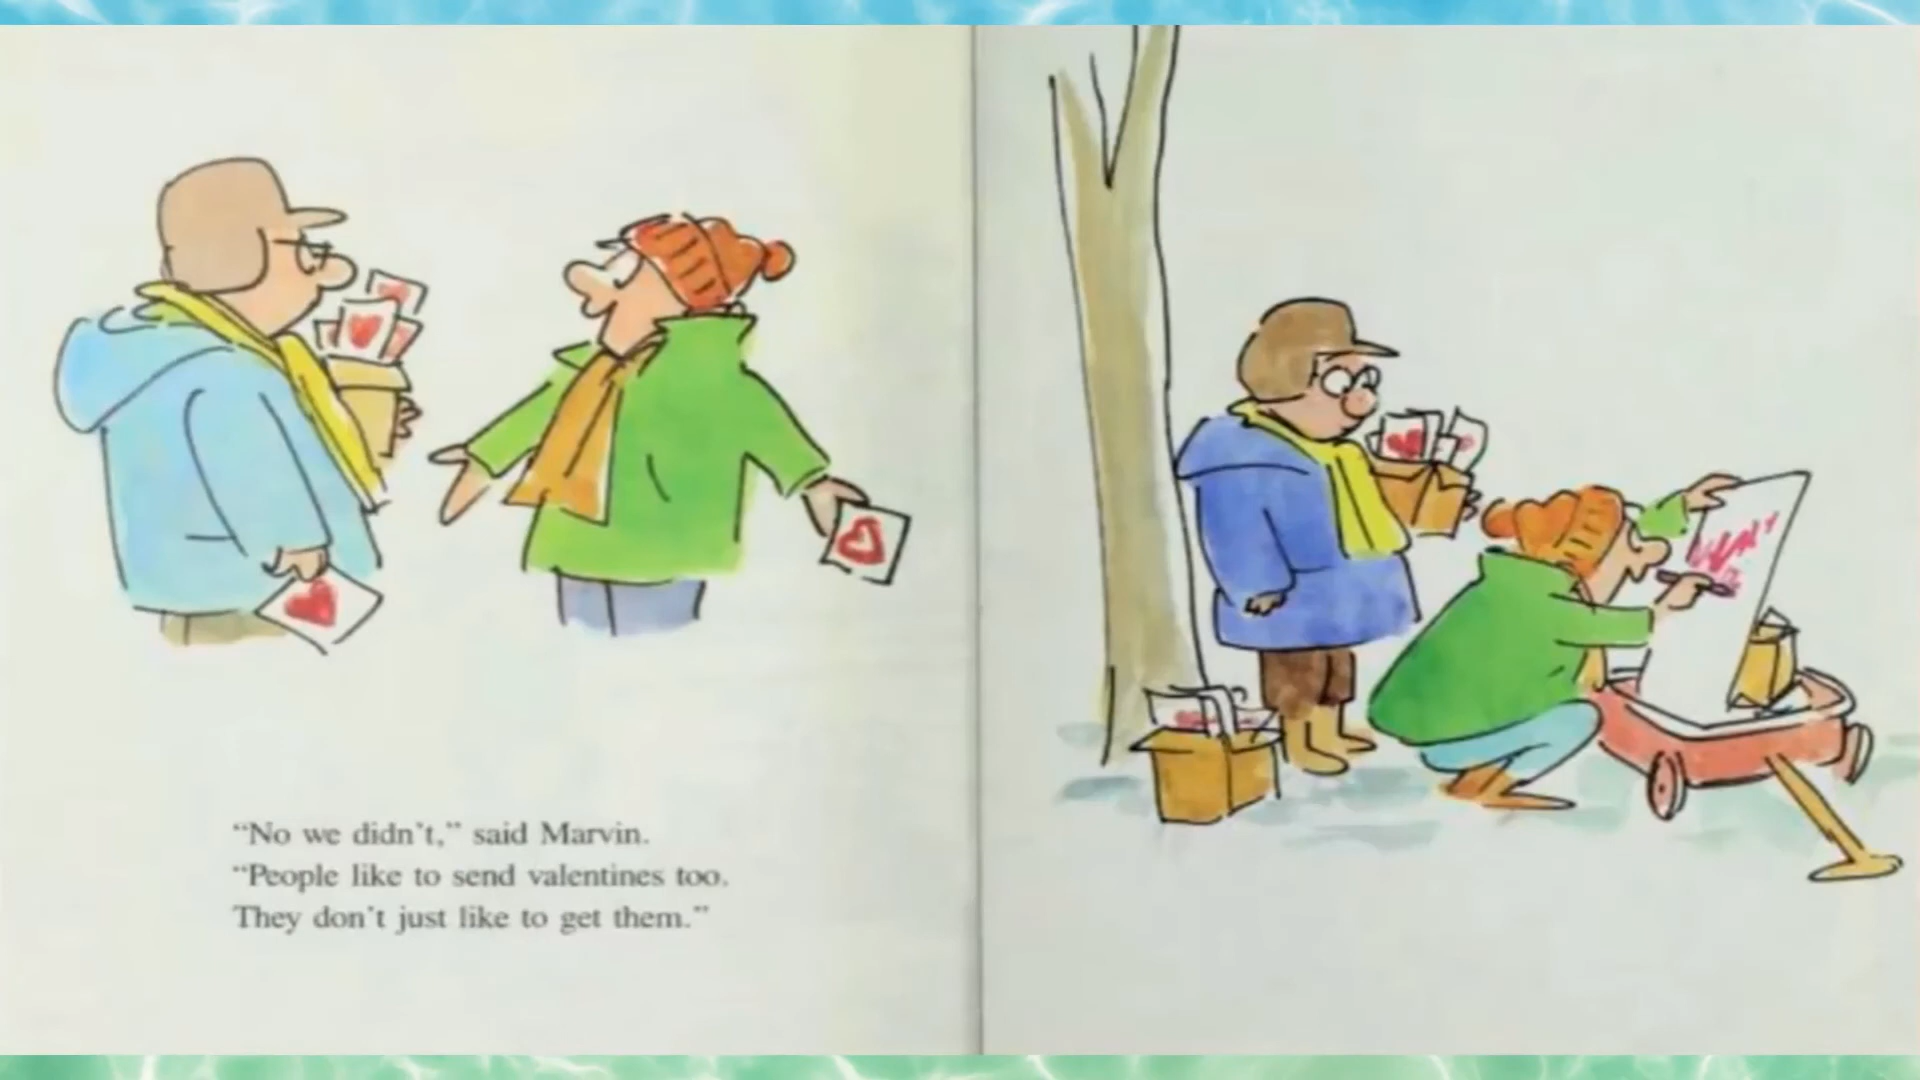 “No we didn't,” said Marvin.
“People like to send valentines too.
They don't just like to get them.”